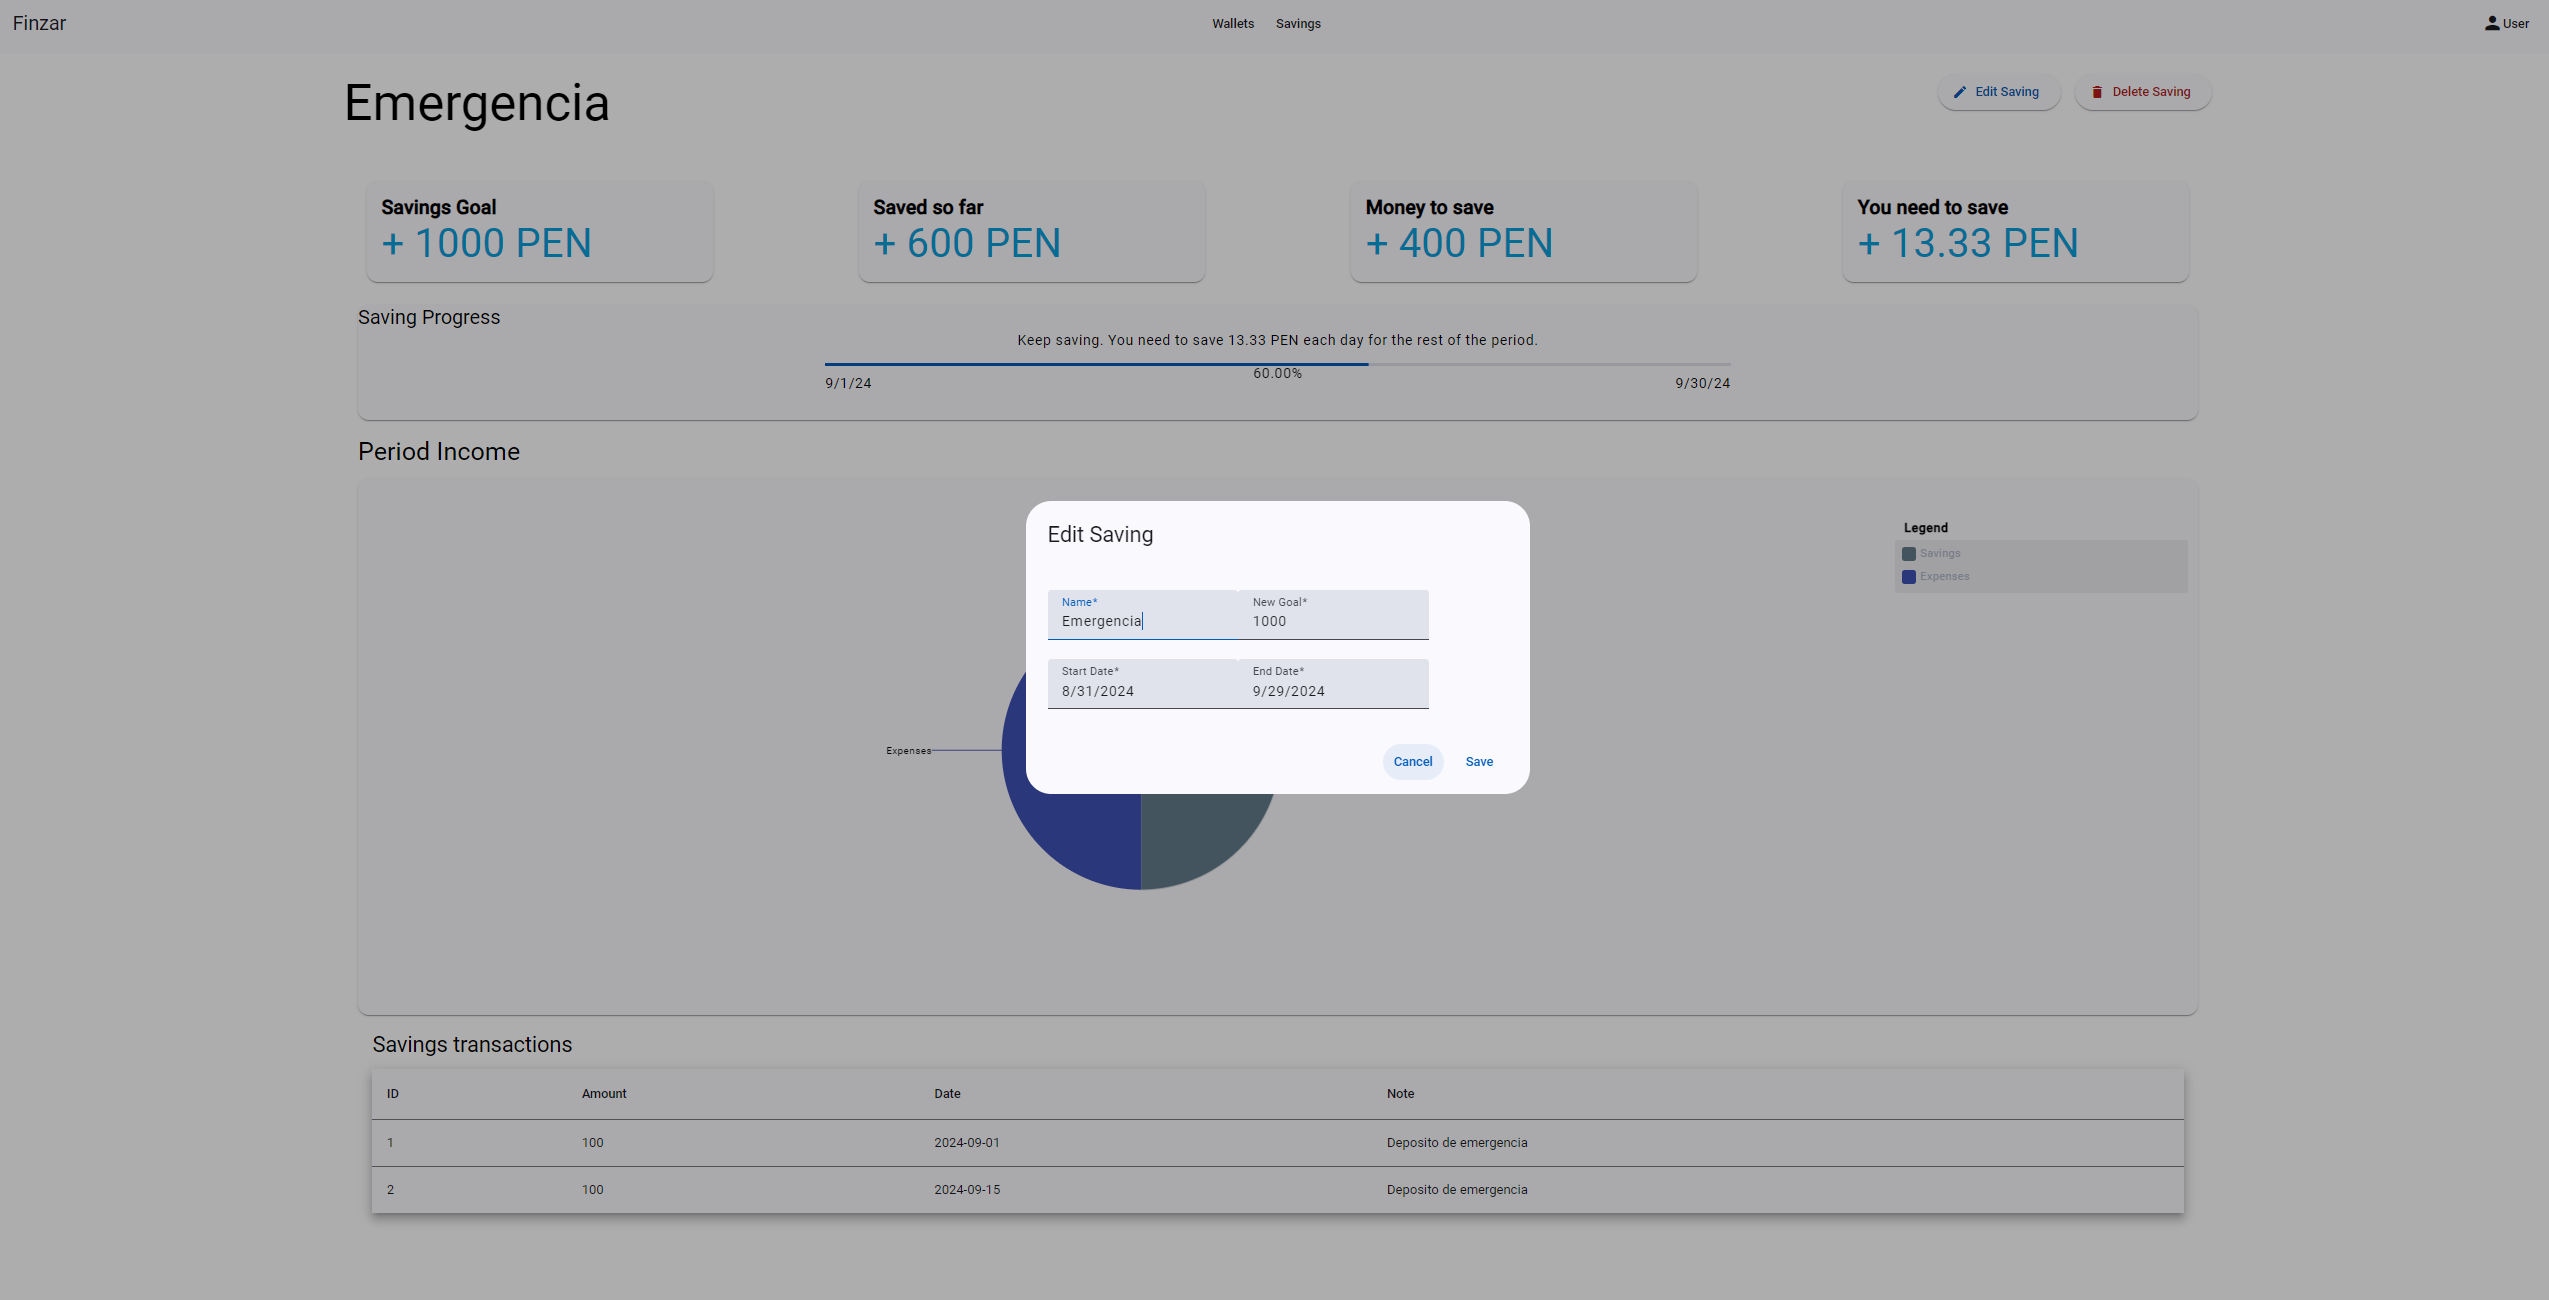 Finzar
Wallets Savings
User
Emergencia
Edit Saving
Delete Saving
Savings Goal
+ 1000 PEN
Saved so far
+ 600 PEN
Money to save
+ 400 PEN
You need to save
+ 13.33 PEN
Saving Progress
Keep saving. You need to save 13.33 PEN each day for the rest of the period.
60.00%
9/1/24 9/30/24
Period Income
Legend
Savings
Expenses
Expenses
Edit Saving
Name* New Goal*
Emergencia 1000
Start Date* End Date*
8/31/2024 9/29/2024
Cancel Save
Savings transactions
ID Amount Date Note
1 100 2024-09-01 Deposito de emergencia
2 100 2024-09-15 Deposito de emergencia